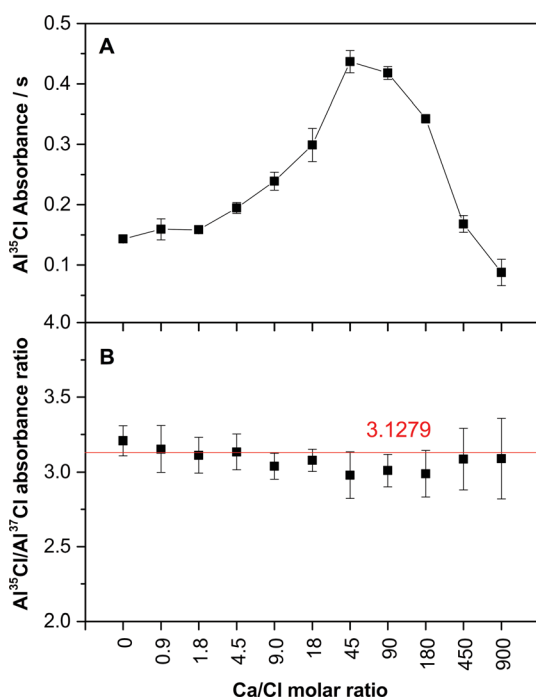 A
0.5
0.4
0.3
0.2
0.1
Al³⁵Cl Absorbance / s
4.0
B
3.5
3.0
2.5
2.0
Al³⁵Cl/Al³⁷Cl absorbance ratio
3.1279
0 0.9 1.8 4.5 9.0 18 45 90 180 450 900
Ca/Cl molar ratio